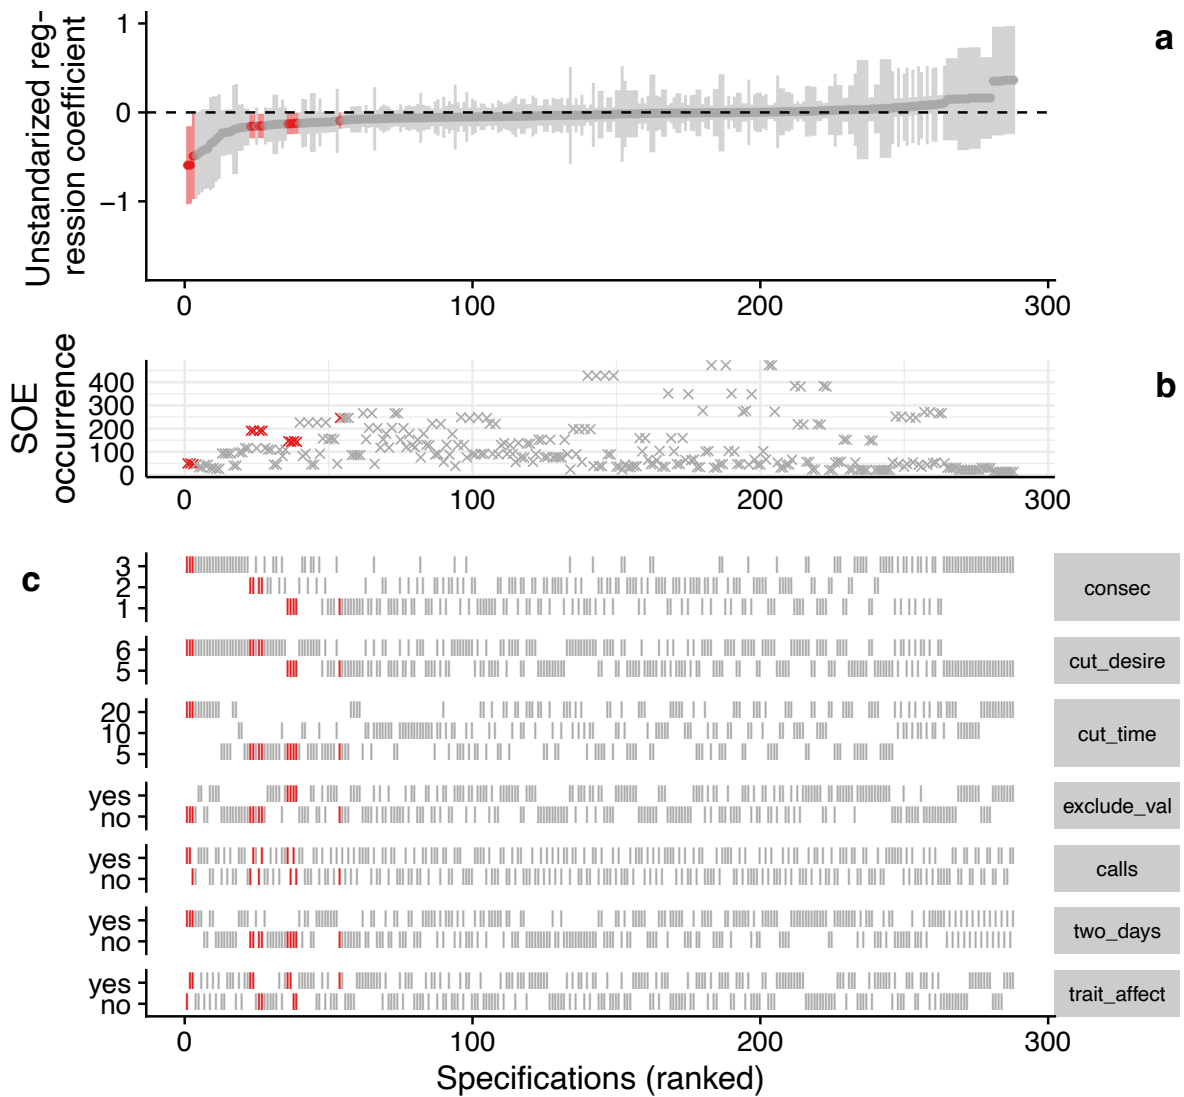 a
Unstandarized reg-
ression coefficient
1
0
−1
0
100
200
300
b
SOE
occurrence
400
300
200
100
0
0
100
200
300
c
3
2
1
consec
6
5
cut_desire
20
10
5
cut_time
yes
no
exclude_val
yes
no
calls
yes
no
two_days
yes
no
trait_affect
0
100
200
300
Specifications (ranked)